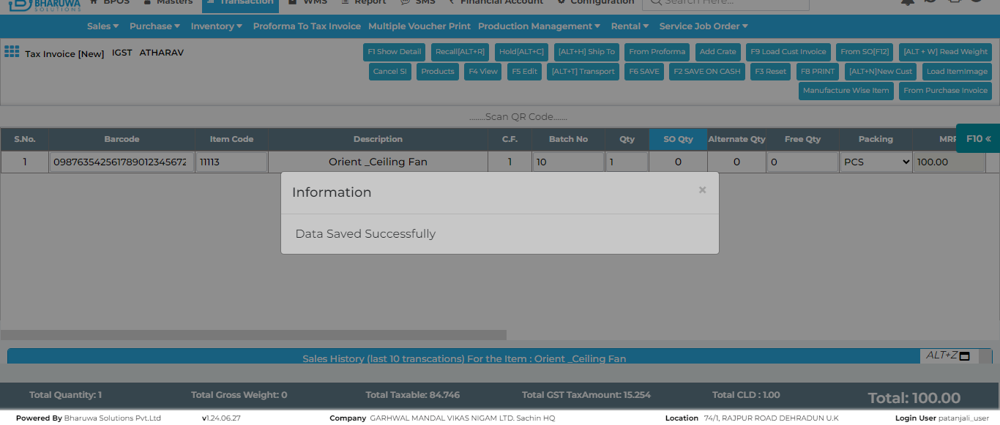 BHARUWA SOLUTIONS BPOS Masters Transaction WMS Report SMS Financial Account Configuration Search Here...
Sales Purchase Inventory Proforma To Tax Invoice Multiple Voucher Print Production Management Rental Service Job Order
Tax Invoice [New] IGST ATHARAV
F1 Show Detail Recall[ALT+R] Hold[ALT+C] [ALT+H] Ship To From Proforma Add Crate F9 Load Cust Invoice From SO[F12] [ALT + W] Read Weight
Cancel SI Products F4 View F5 Edit [ALT+T] Transport F6 SAVE F2 SAVE ON CASH F3 Reset F8 PRINT [ALT+N]New Cust Load ItemImage
Manufacture Wise Item From Purchase Invoice
........Scan QR Code.......
S.No. Barcode Item Code Description C.F. Batch No Qty SO Qty Alternate Qty Free Qty Packing MRP F10 «
1 098763542561789012345672 11113 Orient _Ceiling Fan 1 10 1 0 0 0 PCS 100.00
Information ×
Data Saved Successfully
Sales History (last 10 transcations) For the Item : Orient _Ceiling Fan ALT+Z
Total Quantity: 1 Total Gross Weight: 0 Total Taxable: 84.746 Total GST TaxAmount: 15.254 Total CLD : 1.00 Total: 100.00
Powered By Bharuwa Solutions Pvt.Ltd v1.24.06.27 Company GARHWAL MANDAL VIKAS NIGAM LTD. Sachin HQ Location 74/1, RAJPUR ROAD DEHRADUN U.K Login User patanjali_user